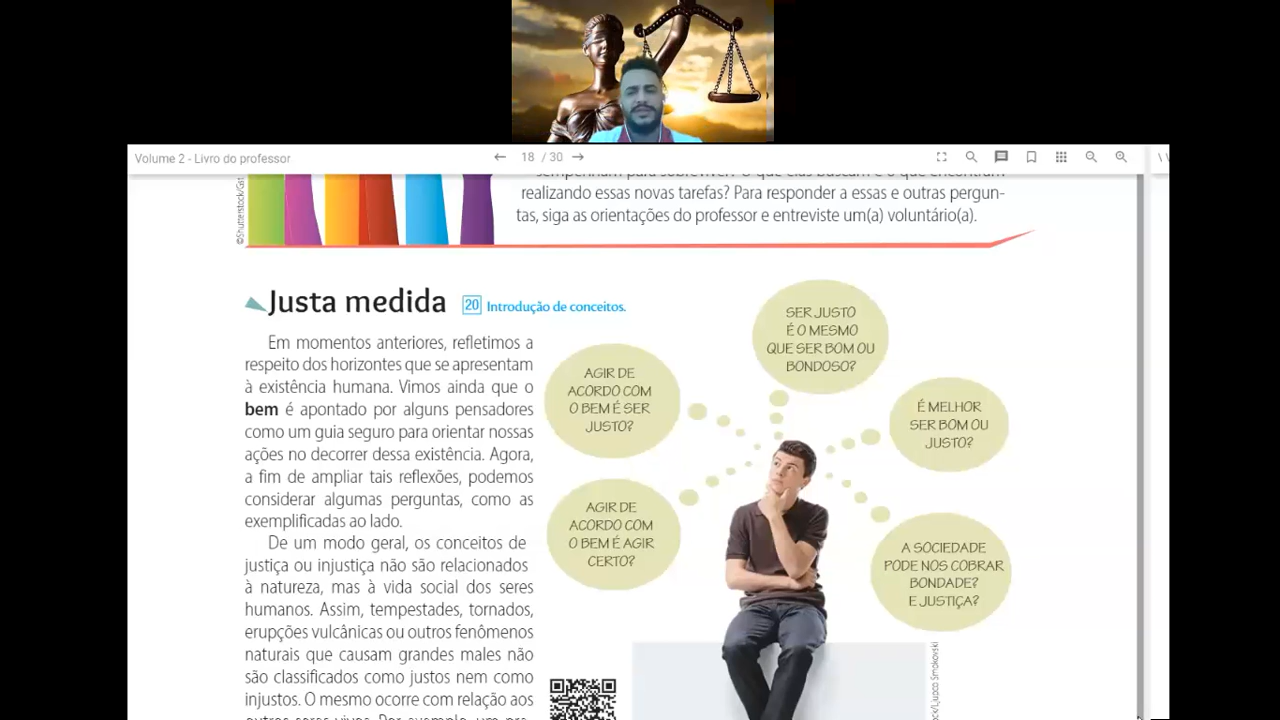 Volume 2 - Livro do professor
18 / 30
realizando essas novas tarefas? Para responder a essas e outras pergun-
tas, siga as orientações do professor e entreviste um(a) voluntário(a).
Justa medida
20 Introdução de conceitos.
Em momentos anteriores, refletimos a
respeito dos horizontes que se apresentam
à existência humana. Vimos ainda que o
bem é apontado por alguns pensadores
como um guia seguro para orientar nossas
ações no decorrer dessa existência. Agora,
a fim de ampliar tais reflexões, podemos
considerar algumas perguntas, como as
exemplificadas ao lado.
De um modo geral, os conceitos de
justiça ou injustiça não são relacionados
à natureza, mas à vida social dos seres
humanos. Assim, tempestades, tornados,
erupções vulcânicas ou outros fenômenos
naturais que causam grandes males não
são classificados como justos nem como
injustos. O mesmo ocorre com relação aos
AGIR DE
ACORDO COM
O BEM É SER
JUSTO?
SER JUSTO
É O MESMO
QUE SER BOM OU
BONDOSO?
É MELHOR
SER BOM OU
JUSTO?
AGIR DE
ACORDO COM
O BEM É AGIR
CERTO?
A SOCIEDADE
PODE NOS COBRAR
BONDADE?
E JUSTIÇA?